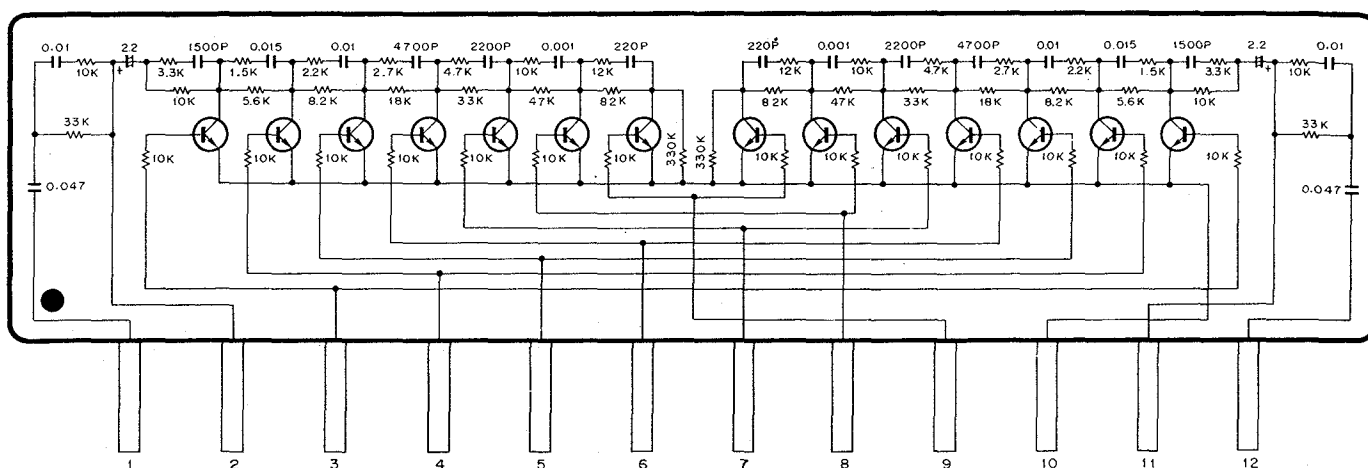 0.01 2.2 1500P 0.015 0.01 4700P 2200P 0.001 220P 220P 0.001 2200P 4700P 0.01 0.015 1500P 2.2 0.01
10K + 3.3K 1.5K 2.2K 2.7K 4.7K 10K 12K 12K 10K 4.7K 2.7K 2.2K 1.5K 3.3K + 10K
10K 5.6K 8.2K 18K 33K 47K 82K 82K 47K 33K 18K 8.2K 5.6K 10K
33K 33K
10K 10K 10K 10K 10K 10K 10K 330K 330K 10K 10K 10K 10K 10K 10K 10K
0.047 0.047
1 2 3 4 5 6 7 8 9 10 11 12